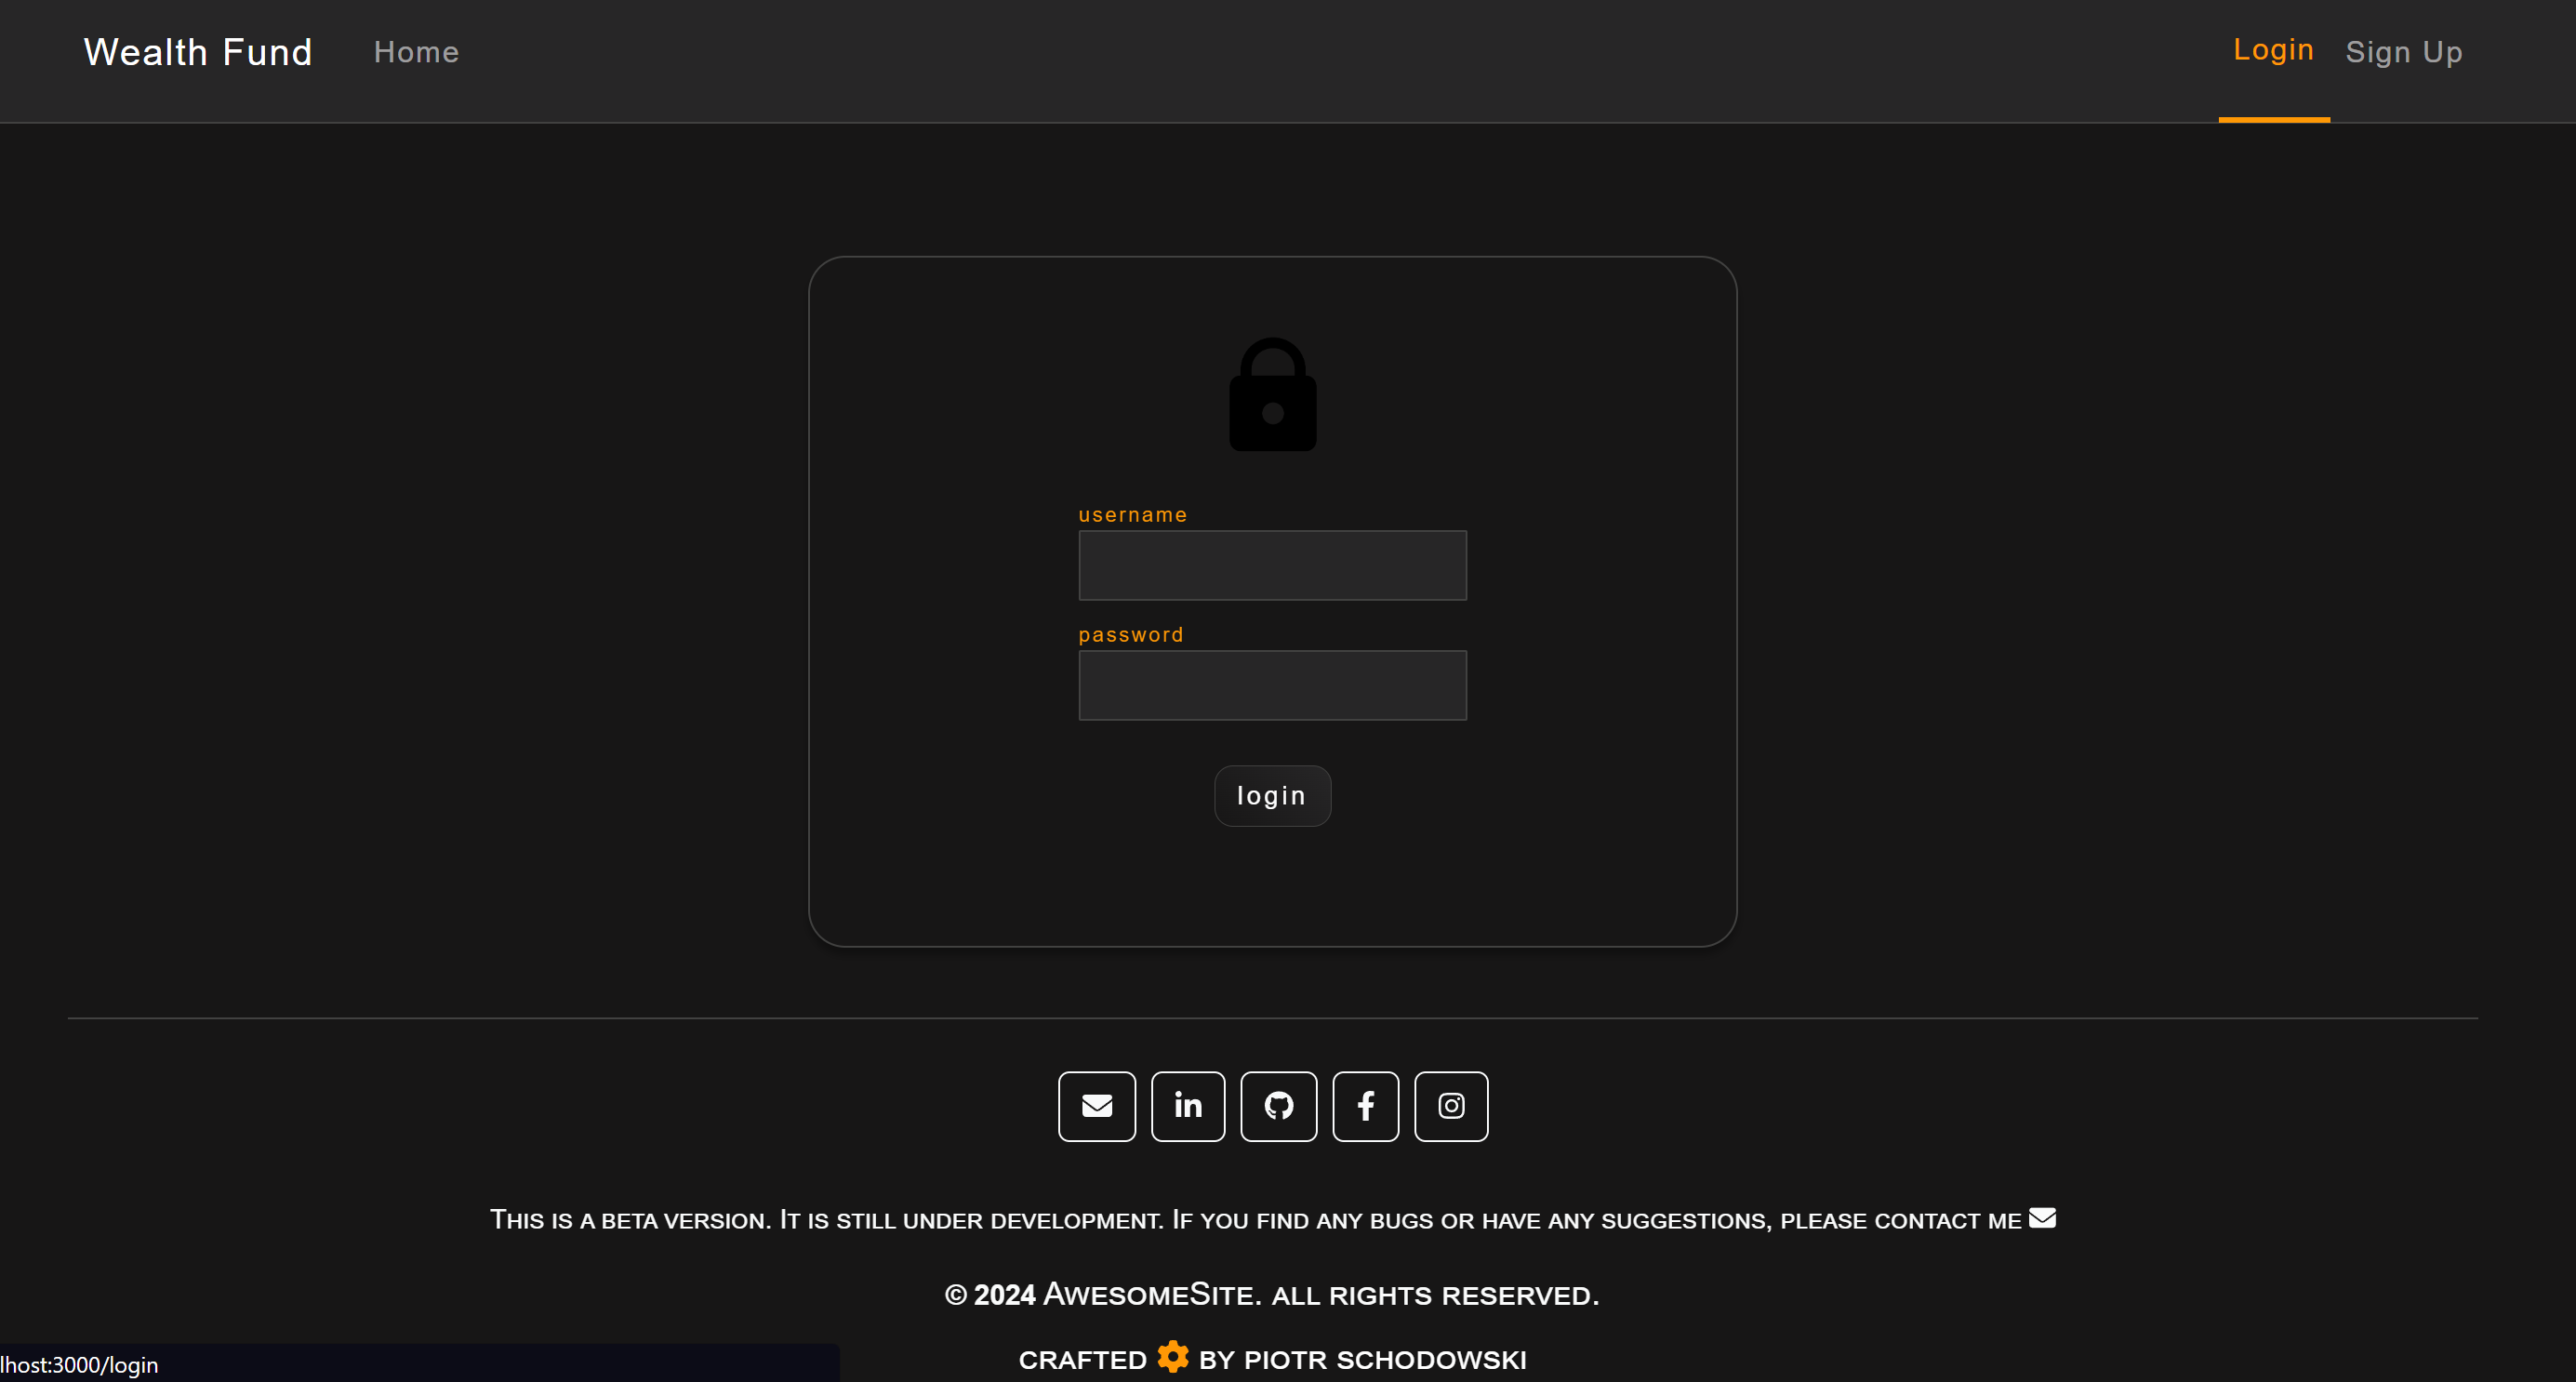 Wealth Fund Home Login Sign Up
username
password
login
This is a beta version. It is still under development. If you find any bugs or have any suggestions, please contact me
© 2024 AwesomeSite. all rights reserved.
crafted by piotr schodowski
lhost:3000/login